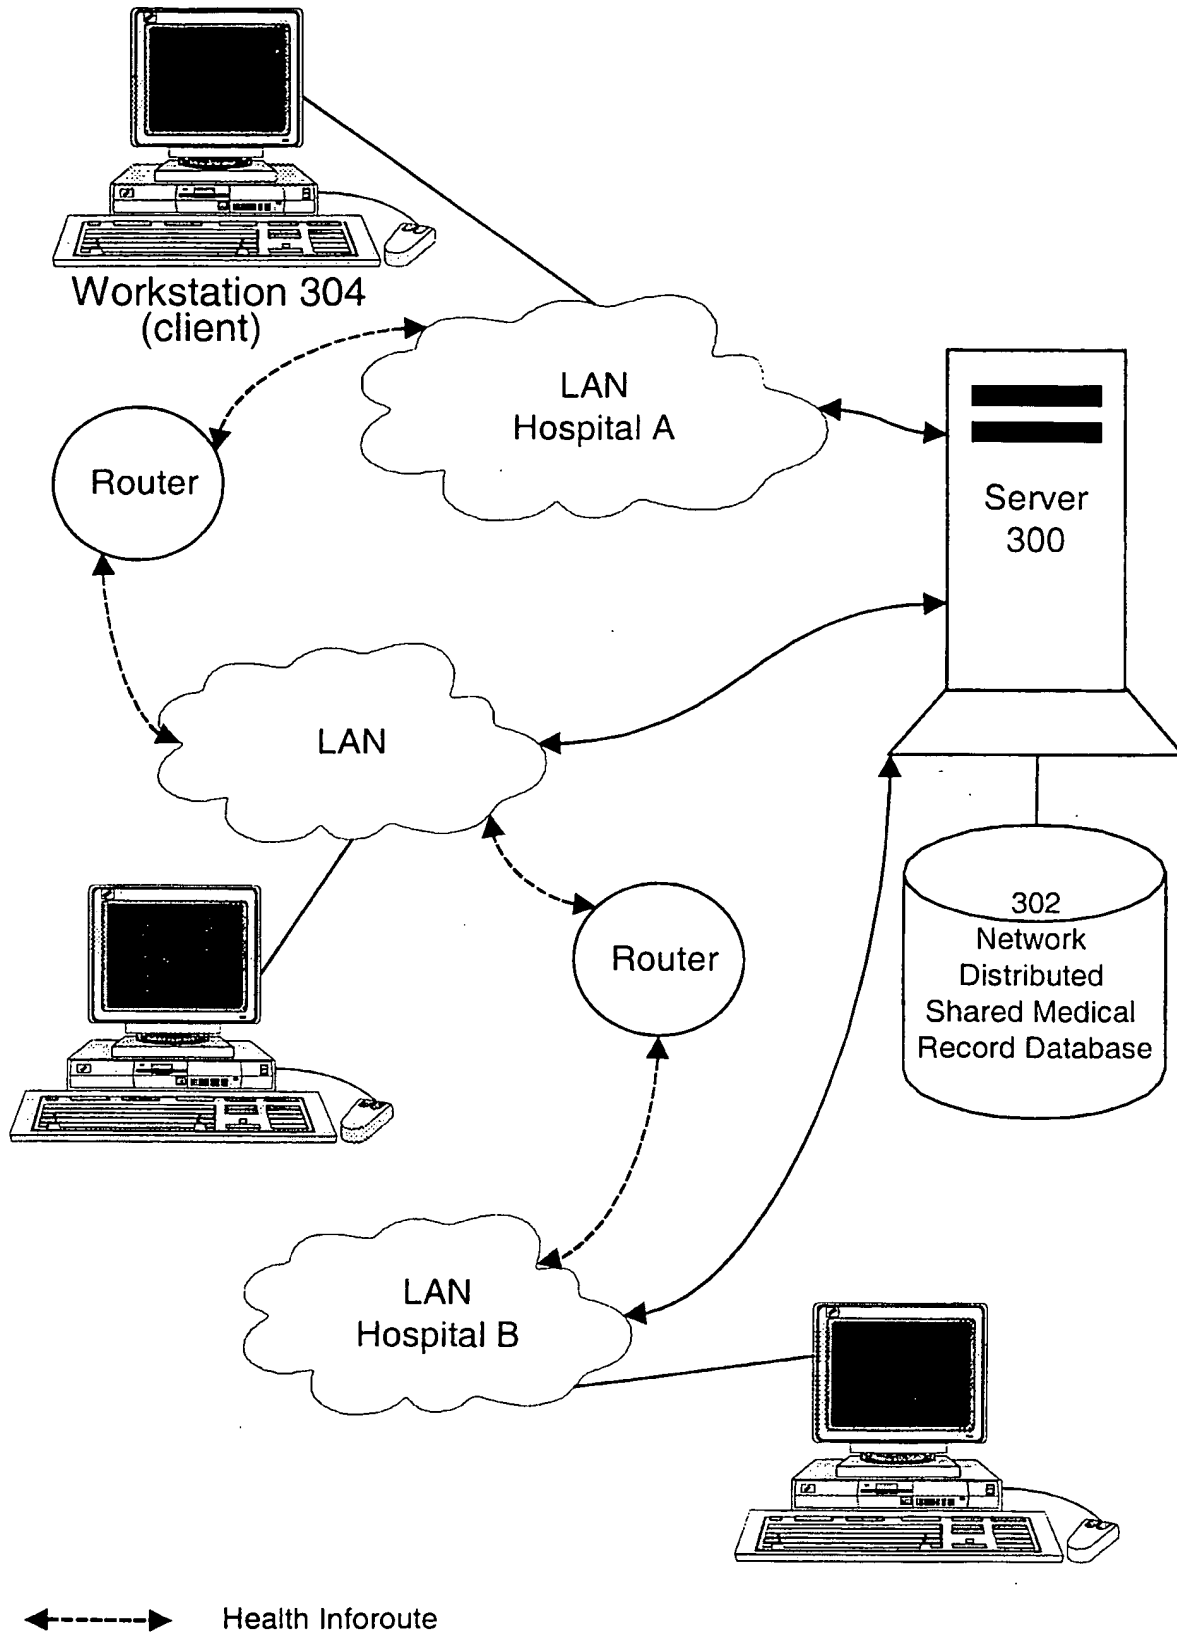 Workstation 304
(client)
LAN
Hospital A
Router
Server
300
LAN
Router
302
Network
Distributed
Shared Medical
Record Database
LAN
Hospital B
Health Inforoute